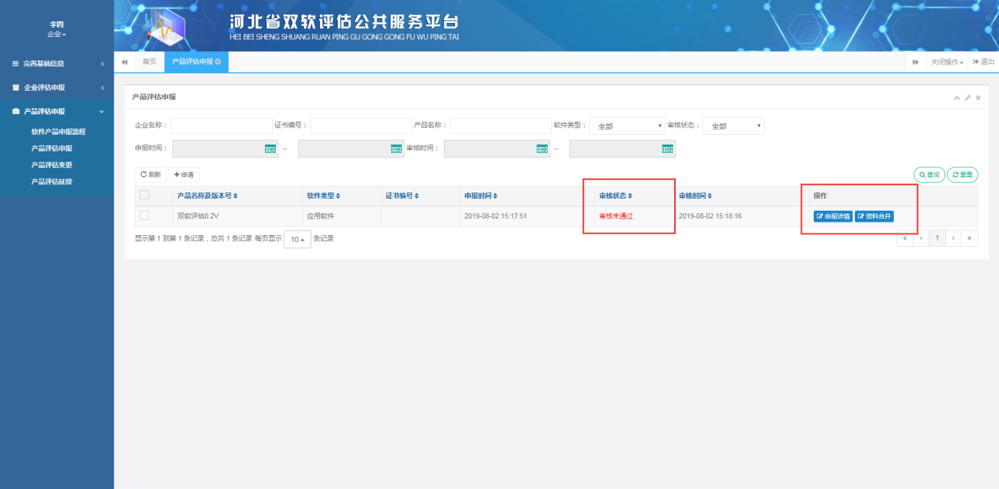 李四
企业
完善基础信息
企业评估申报
产品评估申报
软件产品申报流程
产品评估申报
产品评估变更
产品评估延续
河北省双软评估公共服务平台
HEI BEI SHENG SHUANG RUAN PING GU GONG GONG FU WU PING TAI
首页 产品评估申报 关闭操作 退出
产品评估申报
企业名称： 证书编号： 产品名称： 软件类型： 全部 审核状态： 全部
申报时间： -- 审核时间： --
刷新 申请 查询 重置
产品名称及版本号 软件类型 证书编号 申报时间 审核状态 审核时间 操作
双软评估0.2V 应用软件 2019-08-02 15:17:51 审核未通过 2019-08-02 15:18:16 申报详情 资料合并
显示第 1 到第 1 条记录，总共 1 条记录 每页显示 10 条记录 « ‹ 1 › »